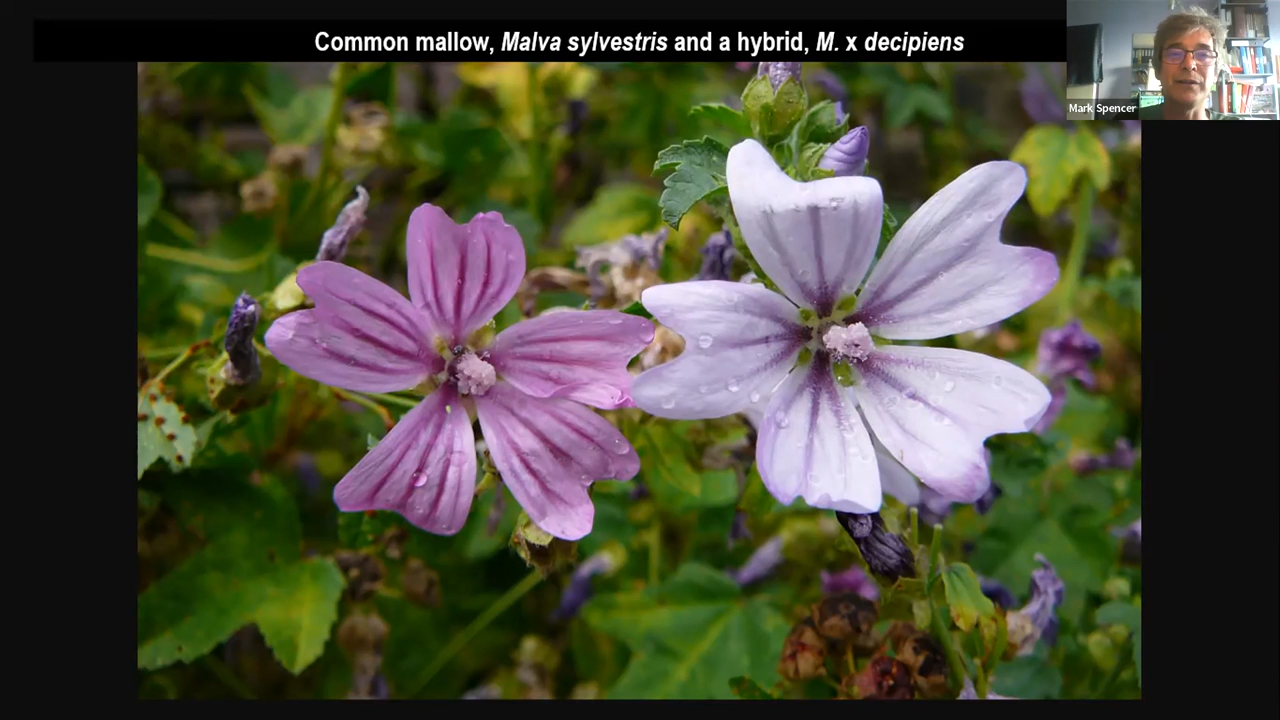 Common mallow, Malva sylvestris and a hybrid, M. x decipiens
Mark Spencer